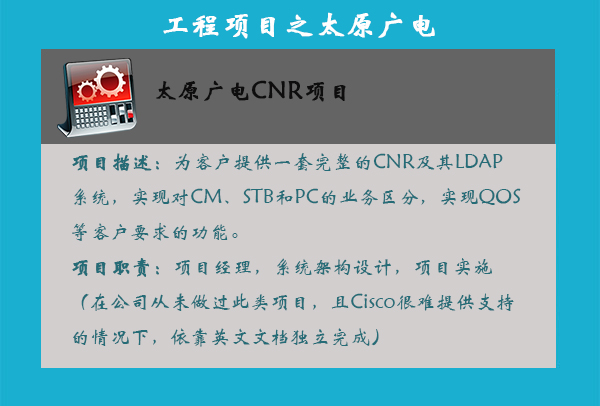 工程项目之太原广电
太原广电CNR项目
项目描述：为客户提供一套完整的CNR及其LDAP
系统，实现对CM、STB和PC的业务区分，实现QOS
等客户要求的功能。
项目职责：项目经理，系统架构设计，项目实施
（在公司从未做过此类项目，且Cisco很难提供支持
的情况下，依靠英文文档独立完成）